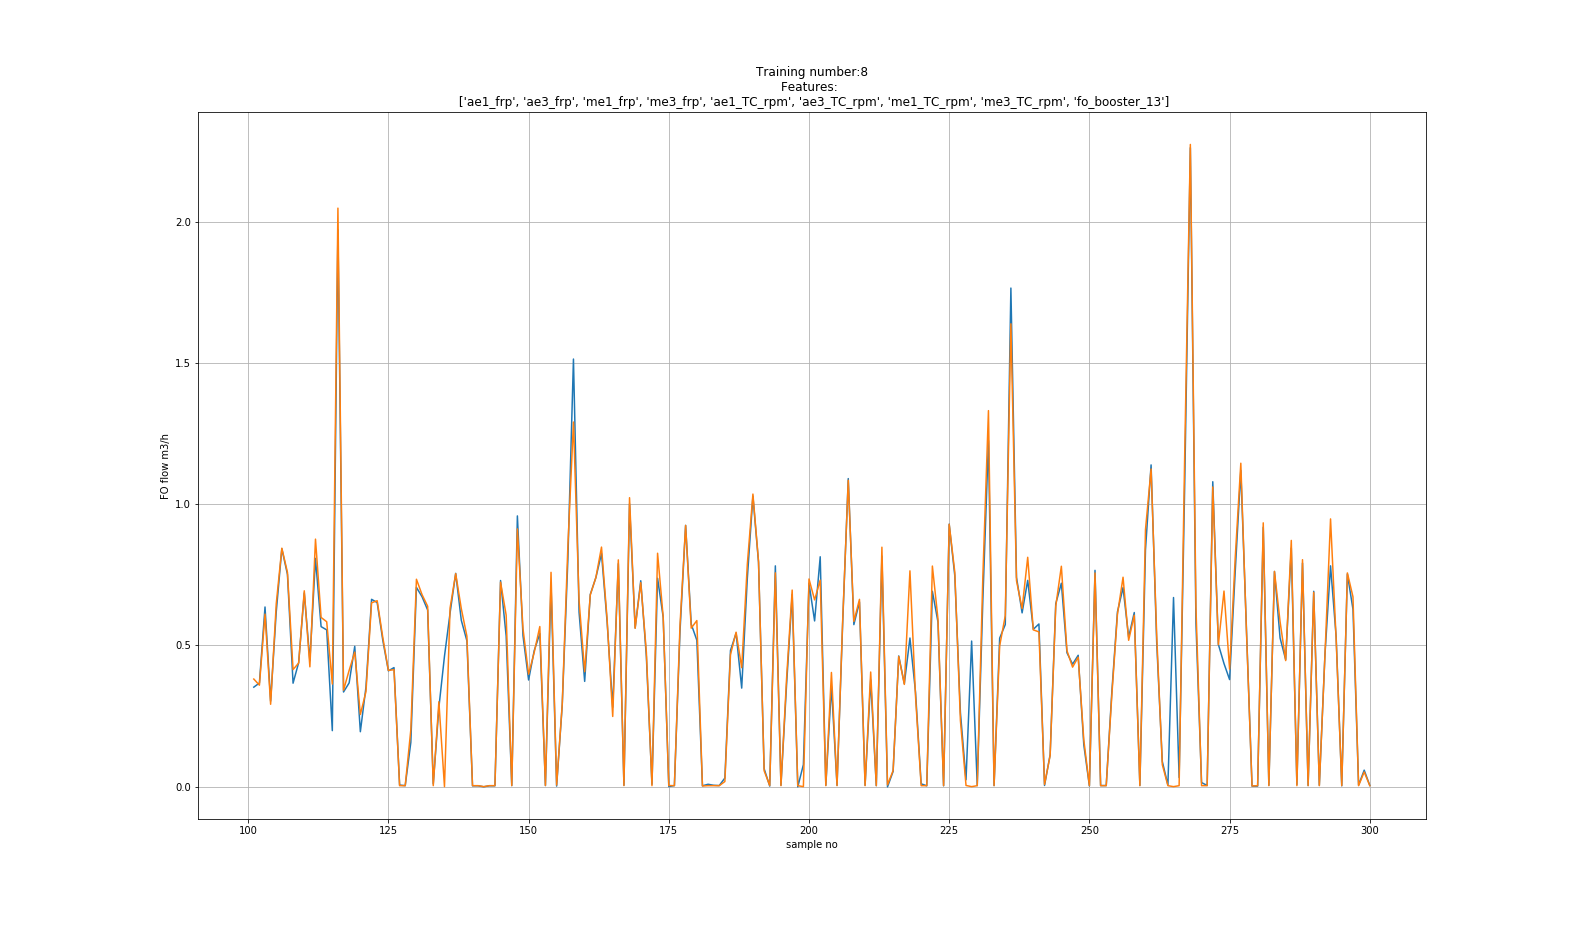 Training number:8
Features:
['ae1_frp', 'ae3_frp', 'me1_frp', 'me3_frp', 'ae1_TC_rpm', 'ae3_TC_rpm', 'me1_TC_rpm', 'me3_TC_rpm', 'fo_booster_13']
2.0
1.5
1.0
0.5
0.0
FO flow m3/h
100 125 150 175 200 225 250 275 300
sample no